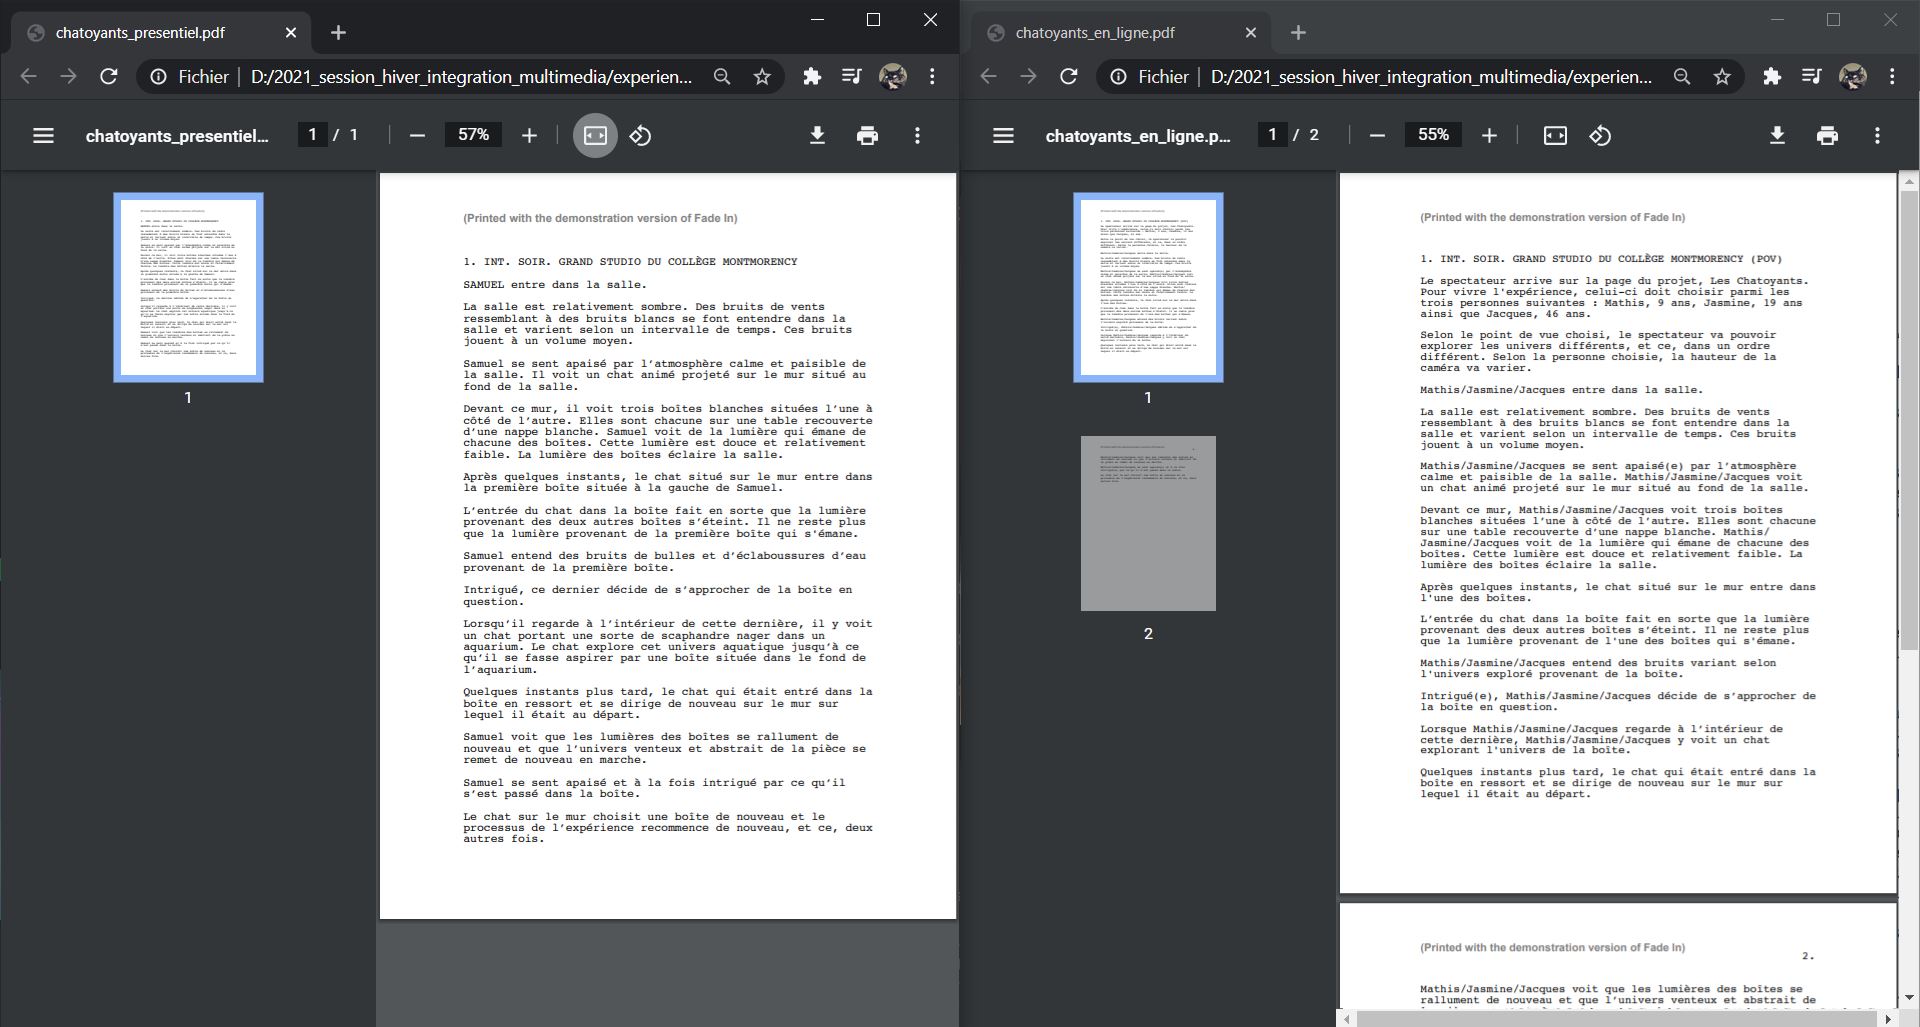 chatoyants_presentiel.pdf
Fichier
D:/2021_session_hiver_integration_multimedia/experien...
chatoyants_presentiel...
1 / 1
57%
1
(Printed with the demonstration version of Fade In)
1. INT. SOIR. GRAND STUDIO DU COLLÈGE MONTMORENCY
SAMUEL entre dans la salle.
La salle est relativement sombre. Des bruits de vents
ressemblant à des bruits blancs se font entendre dans la
salle et varient selon un intervalle de temps. Ces bruits
jouent à un volume moyen.
Samuel se sent apaisé par l’atmosphère calme et paisible de
la salle. Il voit un chat animé projeté sur le mur situé au
fond de la salle.
Devant ce mur, il voit trois boîtes blanches situées l’une à
côté de l’autre. Elles sont chacune sur une table recouverte
d’une nappe blanche. Samuel voit de la lumière qui émane de
chacune des boîtes. Cette lumière est douce et relativement
faible. La lumière des boîtes éclaire la salle.
Après quelques instants, le chat situé sur le mur entre dans
la première boîte située à la gauche de Samuel.
L’entrée du chat dans la boîte fait en sorte que la lumière
provenant des deux autres boîtes s’éteint. Il ne reste plus
que la lumière provenant de la première boîte qui s'émane.
Samuel entend des bruits de bulles et d’éclaboussures d’eau
provenant de la première boîte.
Intrigué, ce dernier décide de s’approcher de la boîte en
question.
Lorsqu’il regarde à l’intérieur de cette dernière, il y voit
un chat portant une sorte de scaphandre nager dans un
aquarium. Le chat explore cet univers aquatique jusqu’à ce
qu’il se fasse aspirer par une boîte située dans le fond de
l’aquarium.
Quelques instants plus tard, le chat qui était entré dans la
boîte en ressort et se dirige de nouveau sur le mur sur
lequel il était au départ.
Samuel voit que les lumières des boîtes se rallument de
nouveau et que l’univers venteux et abstrait de la pièce se
remet de nouveau en marche.
Samuel se sent apaisé et à la fois intrigué par ce qu’il
s’est passé dans la boîte.
Le chat sur le mur choisit une boîte de nouveau et le
processus de l’expérience recommence de nouveau, et ce, deux
autres fois.
chatoyants_en_ligne.pdf
Fichier
D:/2021_session_hiver_integration_multimedia/experien...
chatoyants_en_ligne.p...
1 / 2
55%
1
2
(Printed with the demonstration version of Fade In)
1. INT. SOIR. GRAND STUDIO DU COLLÈGE MONTMORENCY (POV)
Le spectateur arrive sur la page du projet, Les Chatoyants.
Pour vivre l'expérience, celui-ci doit choisir parmi les
trois personnes suivantes : Mathis, 9 ans, Jasmine, 19 ans
ainsi que Jacques, 46 ans.
Selon le point de vue choisi, le spectateur va pouvoir
explorer les univers différents, et ce, dans un ordre
différent. Selon la personne choisie, la hauteur de la
caméra va varier.
Mathis/Jasmine/Jacques entre dans la salle.
La salle est relativement sombre. Des bruits de vents
ressemblant à des bruits blancs se font entendre dans la
salle et varient selon un intervalle de temps. Ces bruits
jouent à un volume moyen.
Mathis/Jasmine/Jacques se sent apaisé(e) par l’atmosphère
calme et paisible de la salle. Mathis/Jasmine/Jacques voit
un chat animé projeté sur le mur situé au fond de la salle.
Devant ce mur, Mathis/Jasmine/Jacques voit trois boîtes
blanches situées l’une à côté de l’autre. Elles sont chacune
sur une table recouverte d’une nappe blanche. Mathis/
Jasmine/Jacques voit de la lumière qui émane de chacune des
boîtes. Cette lumière est douce et relativement faible. La
lumière des boîtes éclaire la salle.
Après quelques instants, le chat situé sur le mur entre dans
l'une des boîtes.
L’entrée du chat dans la boîte fait en sorte que la lumière
provenant des deux autres boîtes s’éteint. Il ne reste plus
que la lumière provenant de l'une des boîtes qui s'émane.
Mathis/Jasmine/Jacques entend des bruits variant selon
l'univers exploré provenant de la boîte.
Intrigué(e), Mathis/Jasmine/Jacques décide de s’approcher de
la boîte en question.
Lorsque Mathis/Jasmine/Jacques regarde à l’intérieur de
cette dernière, Mathis/Jasmine/Jacques y voit un chat
explorant l'univers de la boîte.
Quelques instants plus tard, le chat qui était entré dans la
boîte en ressort et se dirige de nouveau sur le mur sur
lequel il était au départ.
(Printed with the demonstration version of Fade In)
2.
Mathis/Jasmine/Jacques voit que les lumières des boîtes se
rallument de nouveau et que l’univers venteux et abstrait de